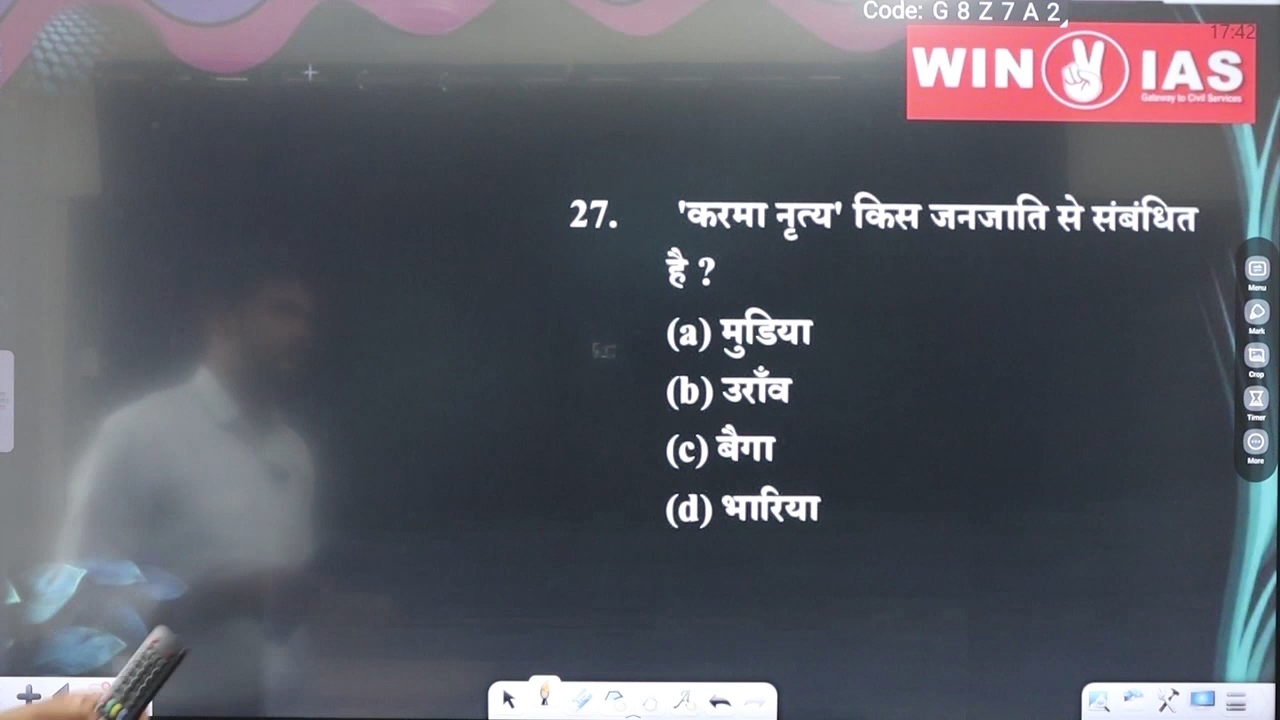 Code: G 8 Z 7 A 2
17:42
WIN IAS
Gateway to Civil Services
27. 'करमा नृत्य' किस जनजाति से संबंधित
है ?
(a) मुडिया
(b) उराँव
(c) बैगा
(d) भारिया
Menu
Mark
Crop
Timer
More